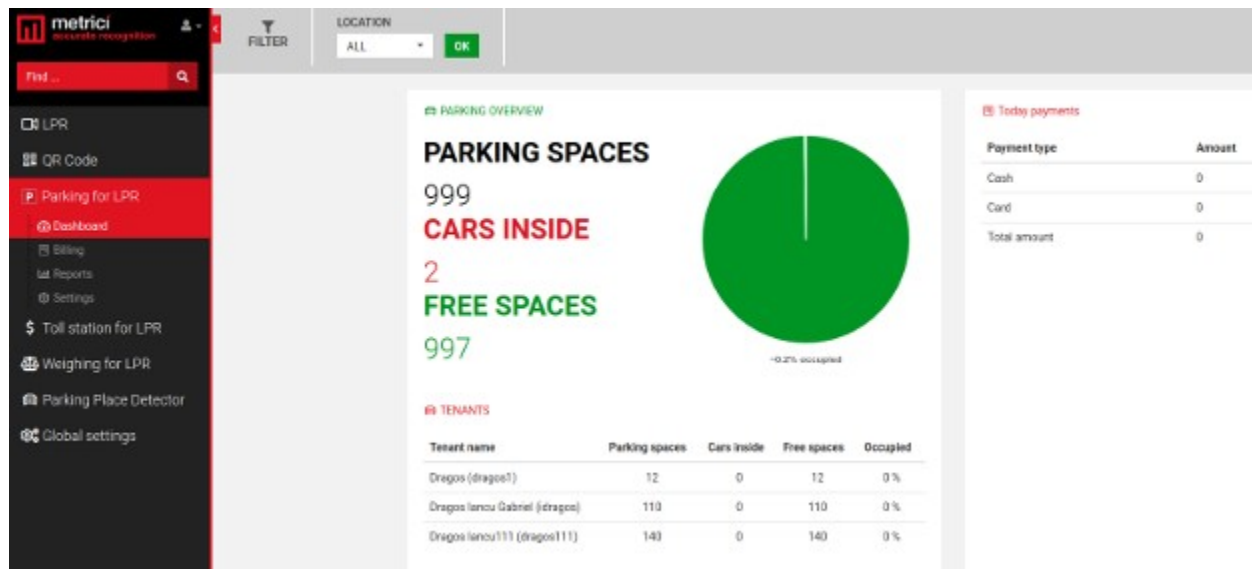 metrici
accurate recognition
Find ...
LPR
QR Code
P Parking for LPR
Dashboard
Billing
Reports
Settings
$ Toll station for LPR
Weighing for LPR
Parking Place Detector
Global settings
FILTER
LOCATION
ALL
OK
PARKING OVERVIEW
PARKING SPACES
999
CARS INSIDE
2
FREE SPACES
997
~0.2% occupied
TENANTS
Tenant name Parking spaces Cars inside Free spaces Occupied
Dragos (dragos1) 12 0 12 0 %
Dragos Iancu Gabriel (idragos) 110 0 110 0 %
Dragos Iancu111 (dragos111) 140 0 140 0 %
Today payments
Payment type Amount
Cash 0
Card 0
Total amount 0